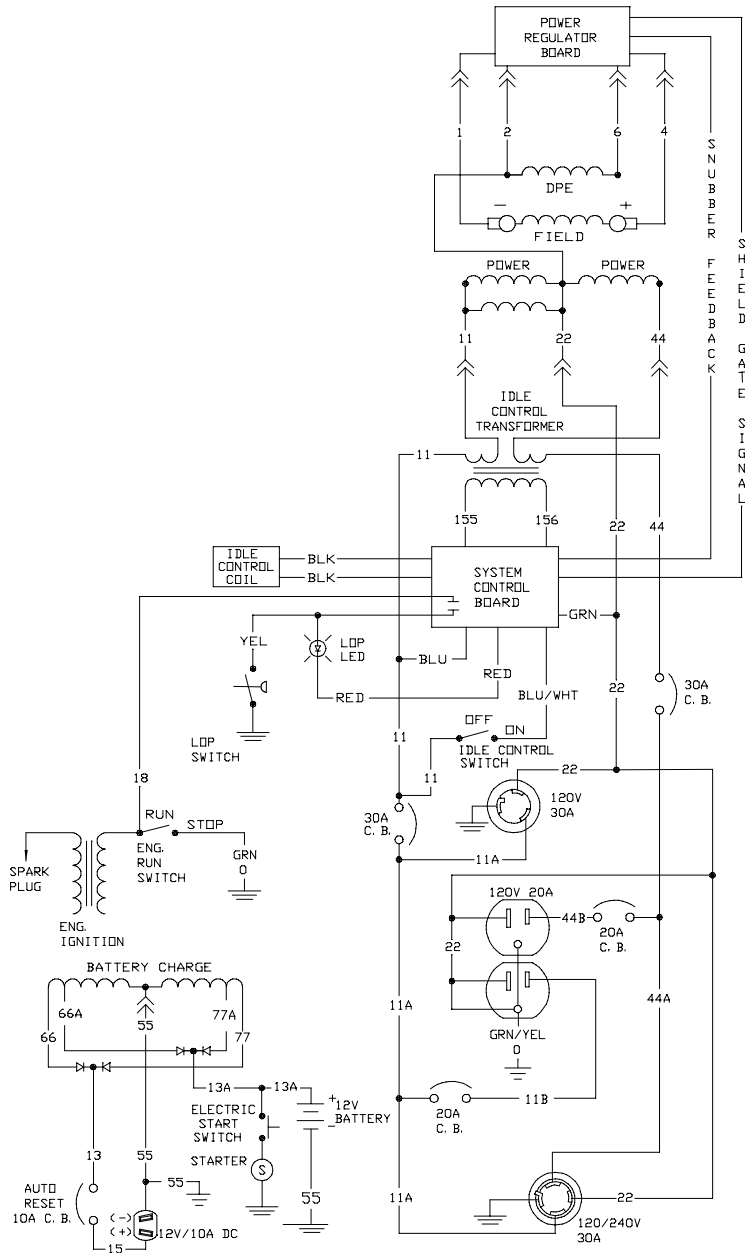 POWER
REGULATOR
BOARD
1
2
6
4
DPE
−
+
FIELD
SNUBBER FEEDBACK
SHIELD GATE SIGNAL
POWER
POWER
11
22
44
IDLE
CONTROL
TRANSFORMER
11
155
156
22
44
IDLE
CONTROL
COIL
BLK
BLK
SYSTEM
CONTROL
BOARD
GRN
YEL
LOP
LED
BLU
RED
RED
BLU/WHT
22
30A
C. B.
LOP
SWITCH
OFF
ON
IDLE CONTROL
SWITCH
11
11
18
22
120V
30A
30A
C. B.
RUN
STOP
SPARK
PLUG
ENG.
RUN
SWITCH
GRN
0
11A
ENG.
IGNITION
120V 20A
44B
20A
C. B.
22
BATTERY CHARGE
66A
77A
66
55
77
11A
44A
GRN/YEL
0
13A
13A
ELECTRIC
START
SWITCH
+
12V
BATTERY
−
20A
C. B.
11B
STARTER
S
13
55
55
55
AUTO
RESET
10A C. B.
(-)
(+)
12V/10A DC
15
11A
22
120/240V
30A